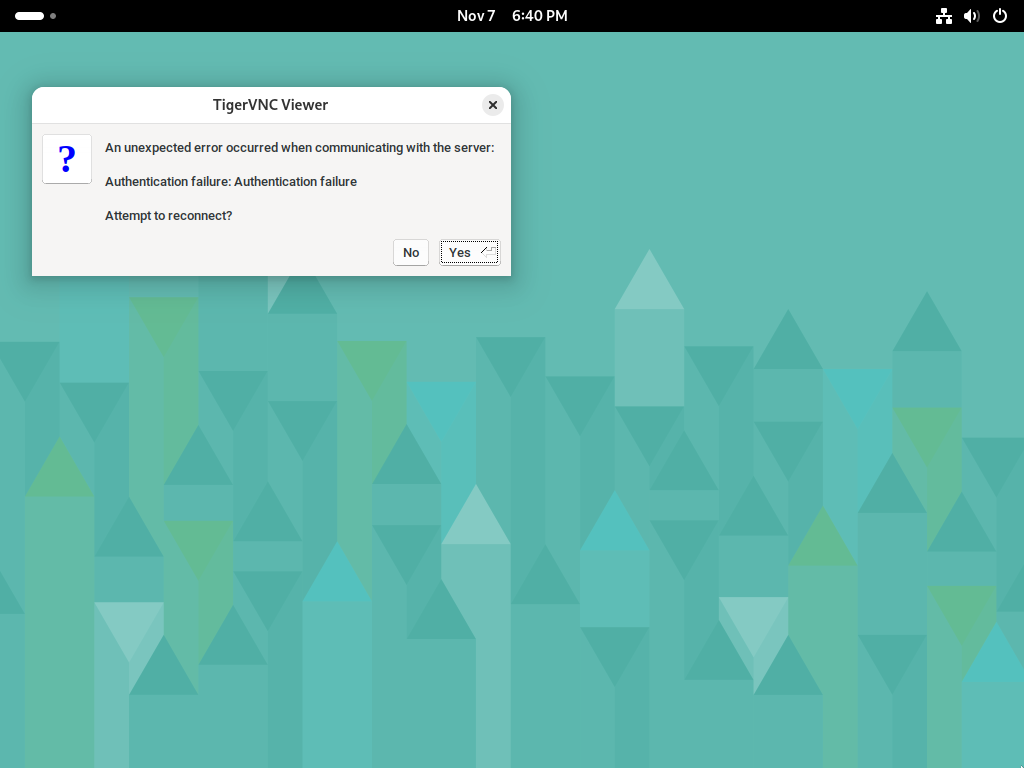 Nov 7 6:40 PM
TigerVNC Viewer
?
An unexpected error occurred when communicating with the server:
Authentication failure: Authentication failure
Attempt to reconnect?
No Yes